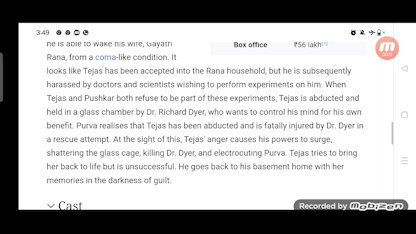 3:49
he is able to wake his wife, Gayatri
Box office ₹56 lakh[1]
Rana, from a coma-like condition. It
looks like Tejas has been accepted into the Rana household, but he is subsequently
harassed by doctors and scientists wishing to perform experiments on him. When
Tejas and Pushkar both refuse to be part of these experiments, Tejas is abducted and
held in a glass chamber by Dr. Richard Dyer, who wants to control his mind for his own
benefit. Purva realises that Tejas has been abducted and is fatally injured by Dr. Dyer in
a rescue attempt. At the sight of this, Tejas' anger causes his powers to surge,
shattering the glass cage, killing Dr. Dyer, and electrocuting Purva. Tejas tries to bring
her back to life but is unsuccessful. He goes back to his basement home with her
memories in the darkness of guilt.
Cast
Recorded by Mobizen